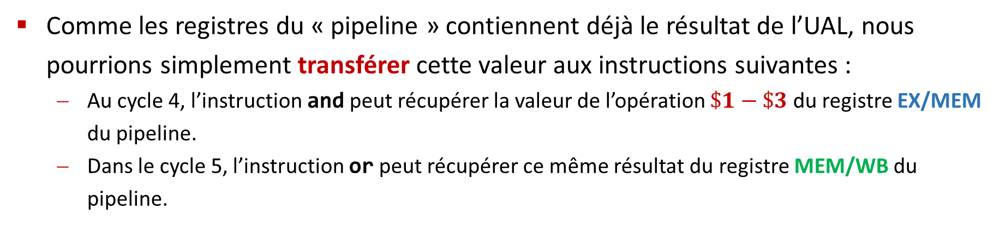 ▪ Comme les registres du « pipeline » contiennent déjà le résultat de l’UAL, nous
pourrions simplement transférer cette valeur aux instructions suivantes :
– Au cycle 4, l’instruction and peut récupérer la valeur de l’opération $1 − $3 du registre EX/MEM
du pipeline.
– Dans le cycle 5, l’instruction or peut récupérer ce même résultat du registre MEM/WB du
pipeline.